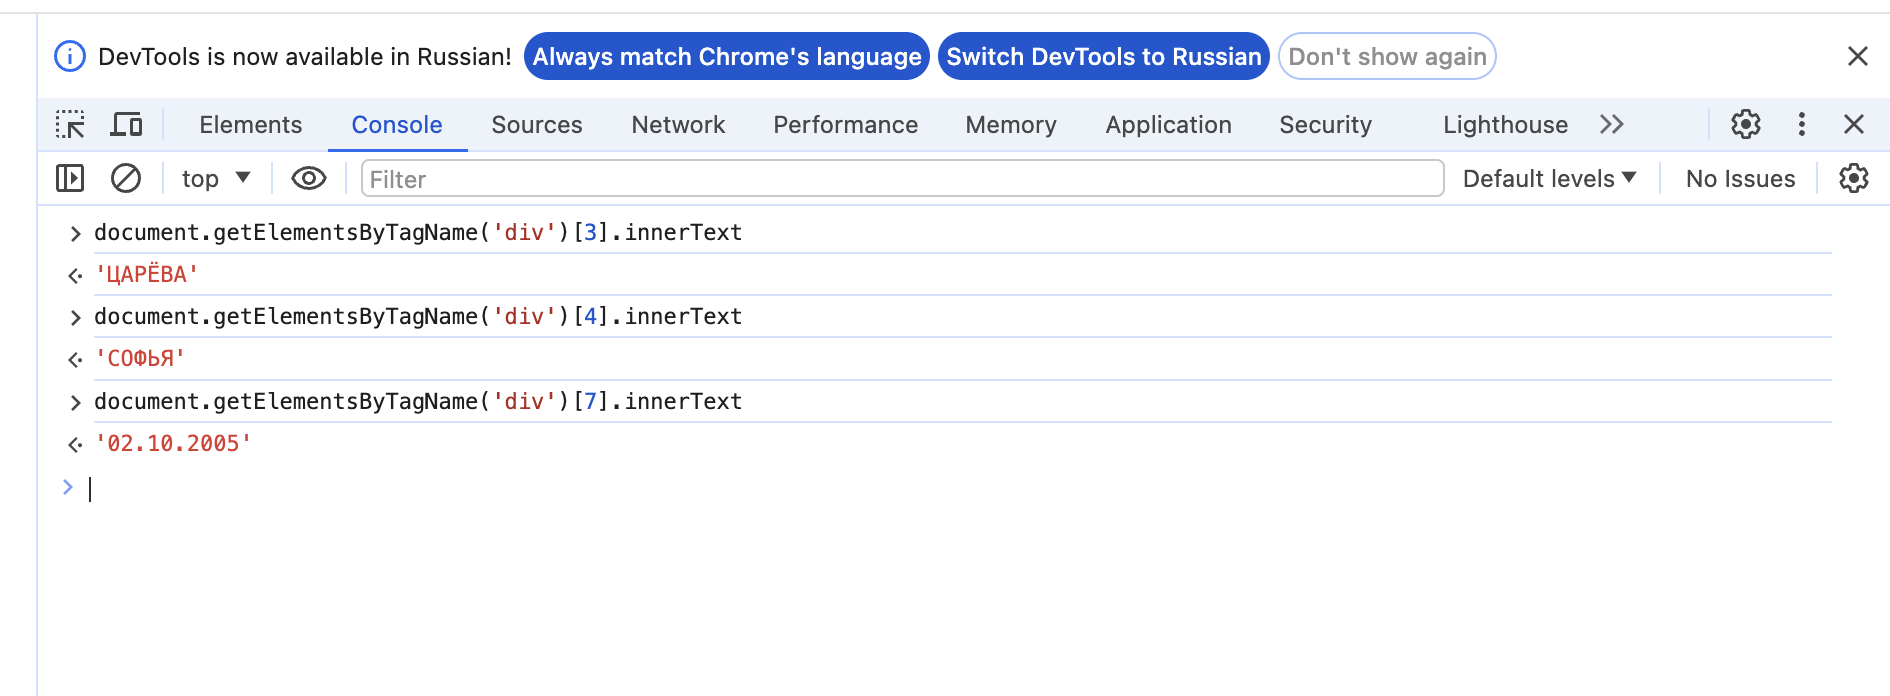 DevTools is now available in Russian! Always match Chrome's language Switch DevTools to Russian Don't show again
Elements Console Sources Network Performance Memory Application Security Lighthouse
top Filter Default levels No Issues
document.getElementsByTagName('div')[3].innerText
'ЦАРЁВА'
document.getElementsByTagName('div')[4].innerText
'СОФЬЯ'
document.getElementsByTagName('div')[7].innerText
'02.10.2005'